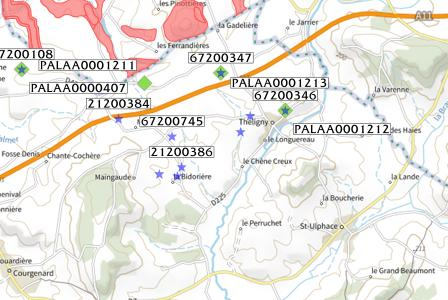 les Pinottières
la Gadelière
le Jarrier
A11
les Ferrandières
67200108
PALAA0001211
67200347
PALAA0000407
PALAA0001213
la Varenne
21200384
67200346
67200745
Théligny
PALAA0001212
des Haies
le Longuereau
Fosse Denis
Chante-Cochère
21200386
le Chêne Creux
Maingaude
la Bidorière
la Lande
D225
la Boucherie
le Perruchet
St-Ulphace
Courgenard
le Grand Beaumont